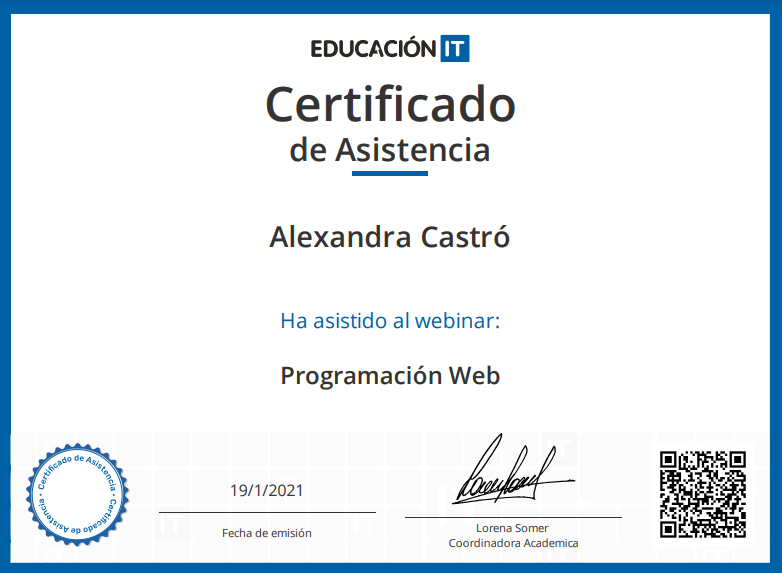 EDUCACIÓN IT
Certificado
de Asistencia
Alexandra Castró
Ha asistido al webinar:
Programación Web
Certificado de Asistencia • Certificado de Asistencia •
19/1/2021
Fecha de emisión
Lorena Somer
Coordinadora Academica